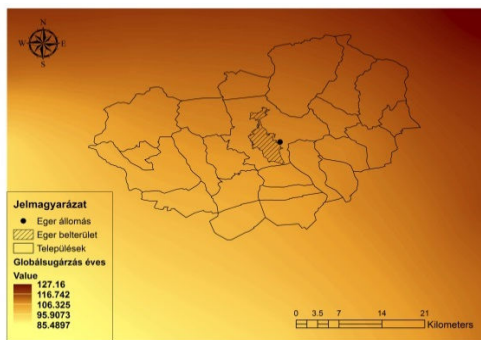 N
W E
S
Jelmagyarázat
Eger állomás
Eger belterület
Települések
Globálsugárzás éves
Value
127.16
116.742
106.325
95.9073
85.4897
0 3.5 7 14 21
Kilometers